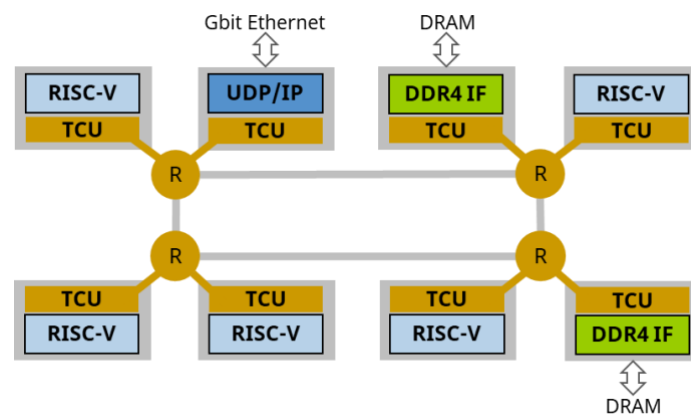 Gbit Ethernet DRAM
RISC-V UDP/IP DDR4 IF RISC-V
TCU TCU TCU TCU
R R
R R
TCU TCU TCU TCU
RISC-V RISC-V RISC-V DDR4 IF
DRAM